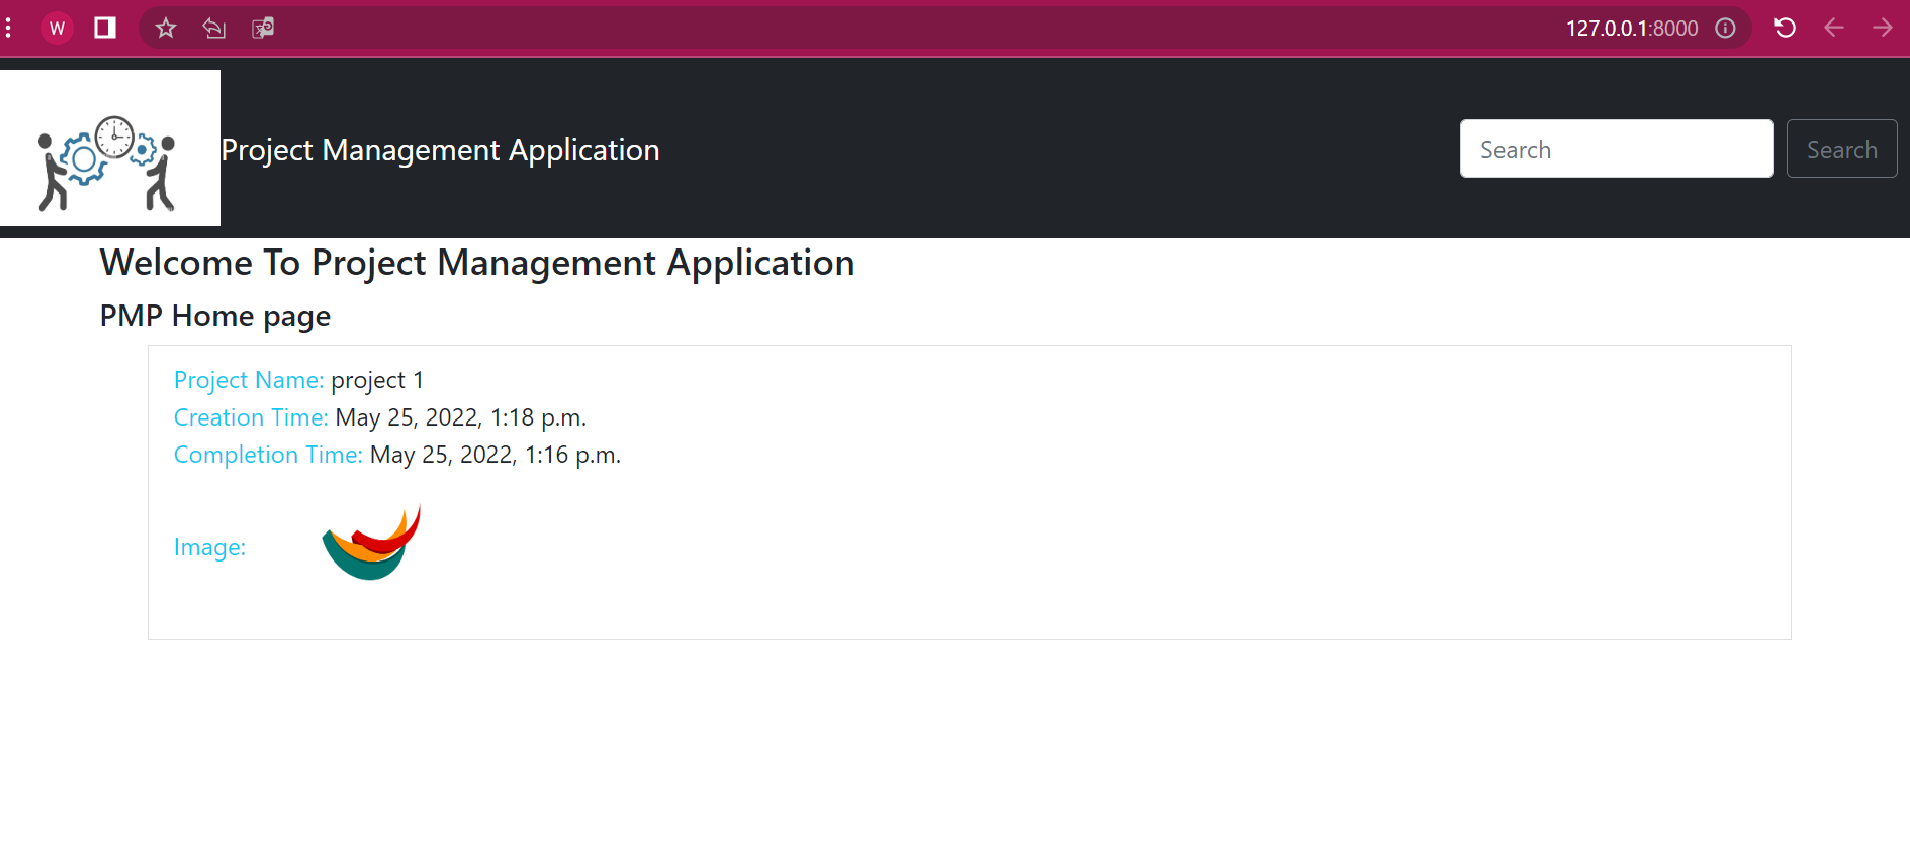 W 127.0.0.1:8000
Project Management Application Search Search
Welcome To Project Management Application
PMP Home page
Project Name: project 1
Creation Time: May 25, 2022, 1:18 p.m.
Completion Time: May 25, 2022, 1:16 p.m.
Image: